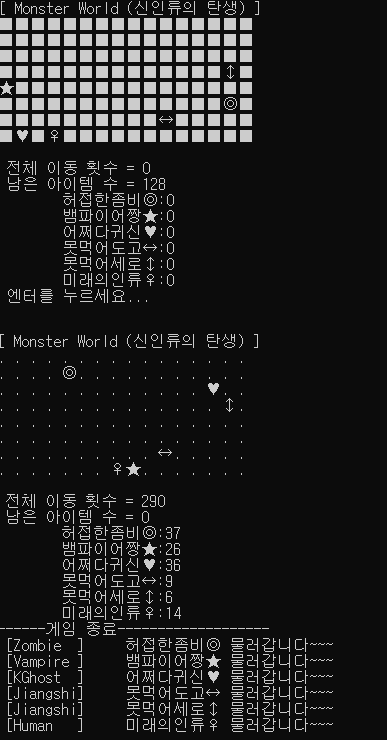 [ Monster World (신인류의 탄생) ]
■■■■■■■■■■■■■■■■
■■■■■■■■■■■■■■■■
■■■■■■■■■■■■■■■■
■■■■■■■■■■■■■■↕■
★■■■■■■■■■■■■■■■
■■■■■■■■■■■■■■◎■
■■■■■■■■■■↔■■■■■
■♥■♀■■■■■■■■■■■■
전체 이동 횟수 = 0
남은 아이템 수 = 128
허접한좀비◎:0
뱀파이어짱★:0
어쩌다귀신♥:0
못먹어도고↔:0
못먹어세로↕:0
미래의인류♀:0
엔터를 누르세요...
[ Monster World (신인류의 탄생) ]
. . . . . . . . . . . . . . . .
. . . . ◎. . . . . . . . . . .
. . . . . . . . . . . . . ♥. .
. . . . . . . . . . . . . . ↕.
. . . . . . . . . . . . . . . .
. . . . . . . . . . . . . . . .
. . . . . . . . . . ↔. . . . .
. . . . . . . ♀★. . . . . . .
전체 이동 횟수 = 290
남은 아이템 수 = 0
허접한좀비◎:37
뱀파이어짱★:26
어쩌다귀신♥:36
못먹어도고↔:9
못먹어세로↕:6
미래의인류♀:14
------게임 종료-------------------
[Zombie  ] 허접한좀비◎ 물러갑니다~~~
[Vampire ] 뱀파이어짱★ 물러갑니다~~~
[KGhost  ] 어쩌다귀신♥ 물러갑니다~~~
[Jiangshi] 못먹어도고↔ 물러갑니다~~~
[Jiangshi] 못먹어세로↕ 물러갑니다~~~
[Human   ] 미래의인류♀ 물러갑니다~~~